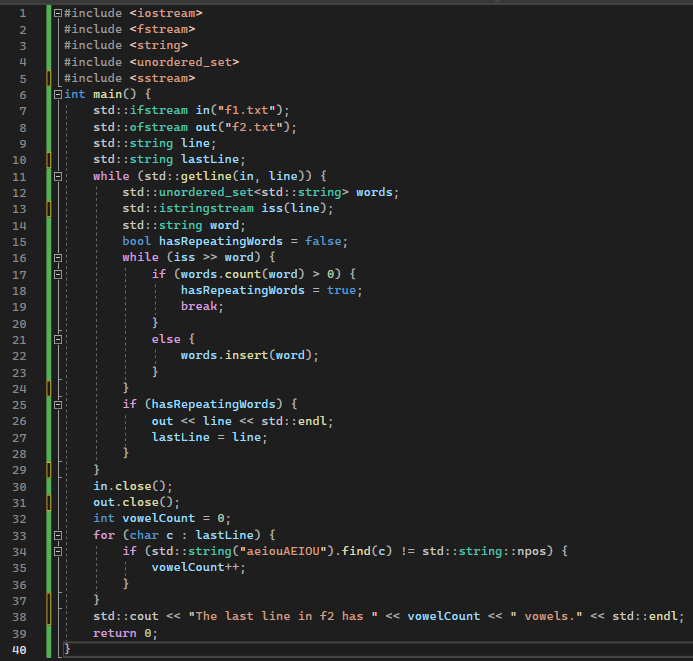 1 #include <iostream>
2 #include <fstream>
3 #include <string>
4 #include <unordered_set>
5 #include <sstream>
6 int main() {
7 std::ifstream in("f1.txt");
8 std::ofstream out("f2.txt");
9 std::string line;
10 std::string lastLine;
11 while (std::getline(in, line)) {
12 std::unordered_set<std::string> words;
13 std::istringstream iss(line);
14 std::string word;
15 bool hasRepeatingWords = false;
16 while (iss >> word) {
17 if (words.count(word) > 0) {
18 hasRepeatingWords = true;
19 break;
20 }
21 else {
22 words.insert(word);
23 }
24 }
25 if (hasRepeatingWords) {
26 out << line << std::endl;
27 lastLine = line;
28 }
29 }
30 in.close();
31 out.close();
32 int vowelCount = 0;
33 for (char c : lastLine) {
34 if (std::string("aeiouAEIOU").find(c) != std::string::npos) {
35 vowelCount++;
36 }
37 }
38 std::cout << "The last line in f2 has " << vowelCount << " vowels." << std::endl;
39 return 0;
40 }